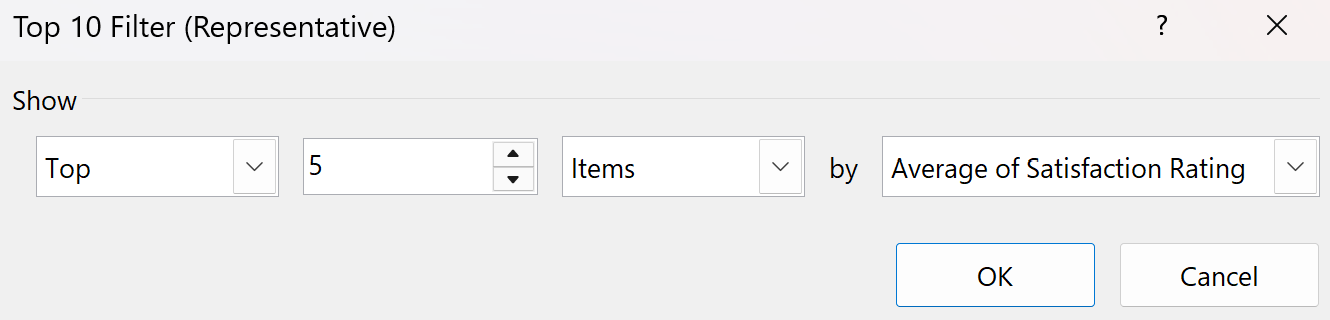 Top 10 Filter (Representative) ?
Show
Top 5 Items by Average of Satisfaction Rating
OK Cancel